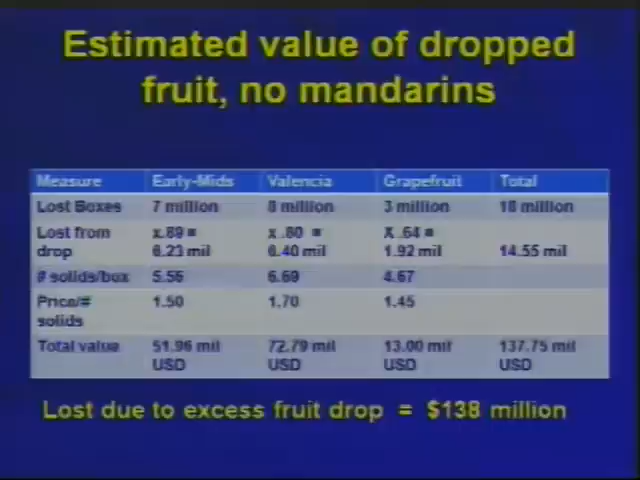 Estimated value of dropped
fruit, no mandarins
Measure Early-Mids Valencia Grapefruit Total
Lost Boxes 7 million 8 million 3 million 18 million
Lost from drop x .89 = 6.23 mil x .80 = 6.40 mil X .64 = 1.92 mil 14.55 mil
# solids/box 5.56 6.69 4.67
Price/# solids 1.50 1.70 1.45
Total value 51.96 mil USD 72.79 mil USD 13.00 mil USD 137.75 mil USD
Lost due to excess fruit drop = $138 million